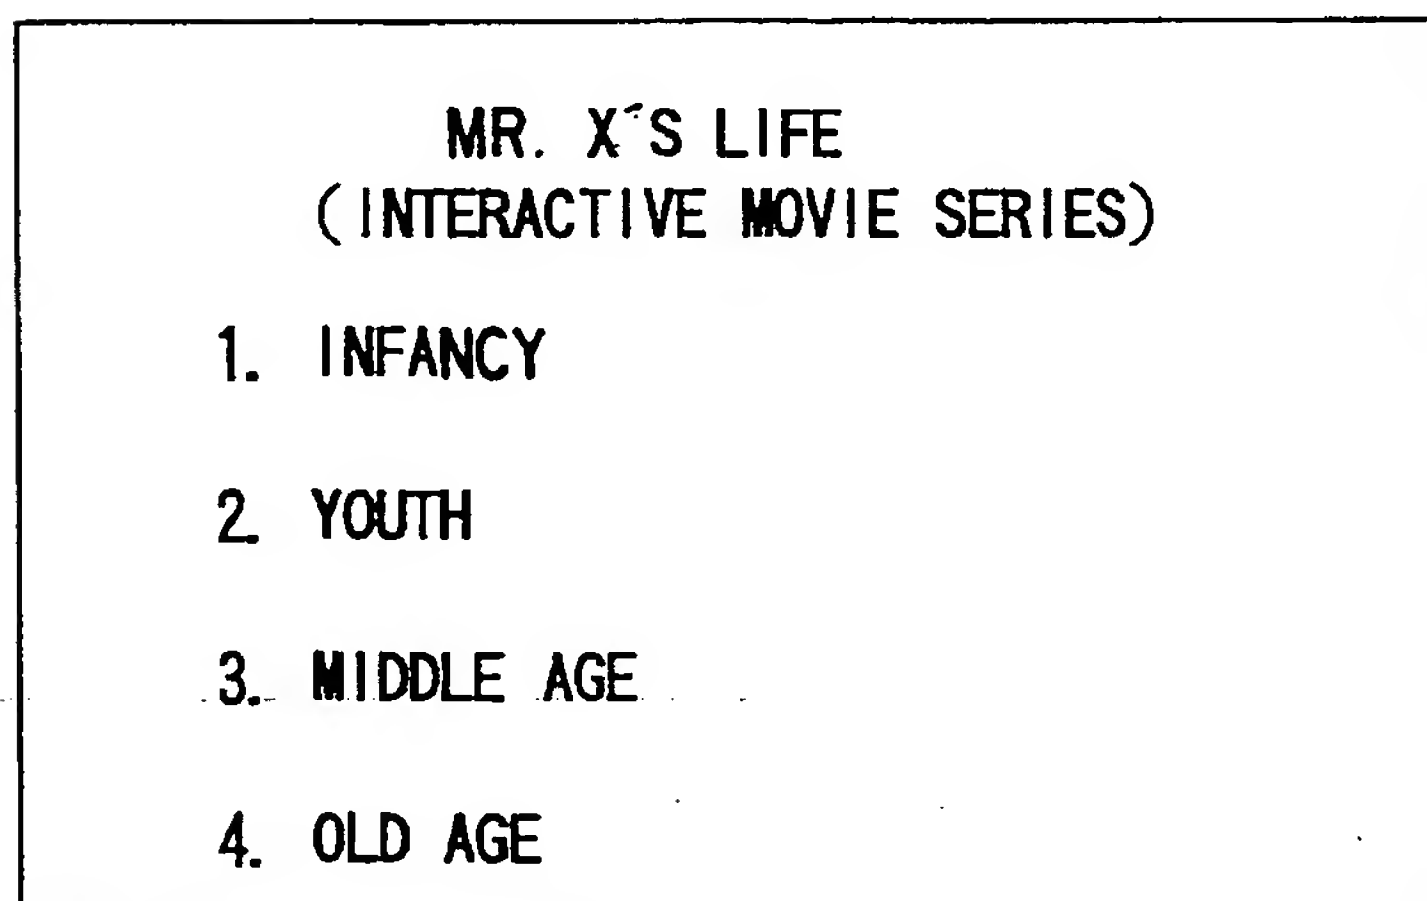 MR. X'S LIFE
(INTERACTIVE MOVIE SERIES)
1. INFANCY
2. YOUTH
3. MIDDLE AGE
4. OLD AGE